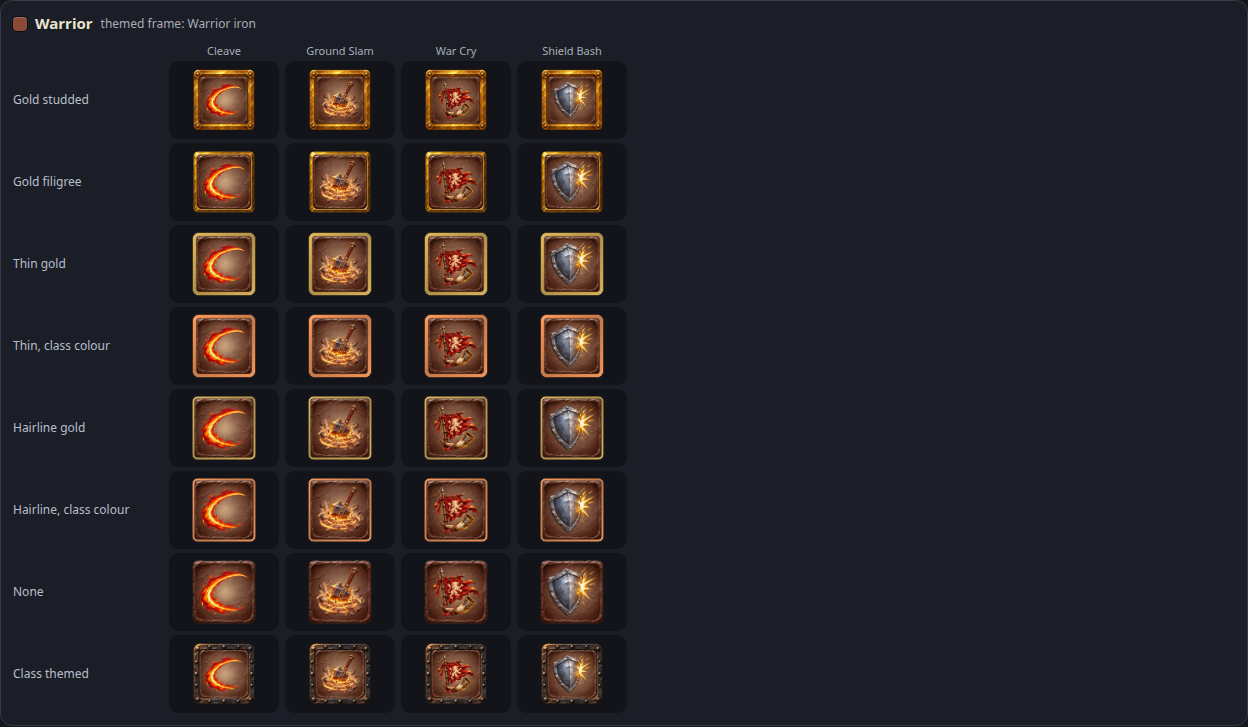 Warrior themed frame: Warrior iron
Cleave Ground Slam War Cry Shield Bash
Gold studded
Gold filigree
Thin gold
Thin, class colour
Hairline gold
Hairline, class colour
None
Class themed